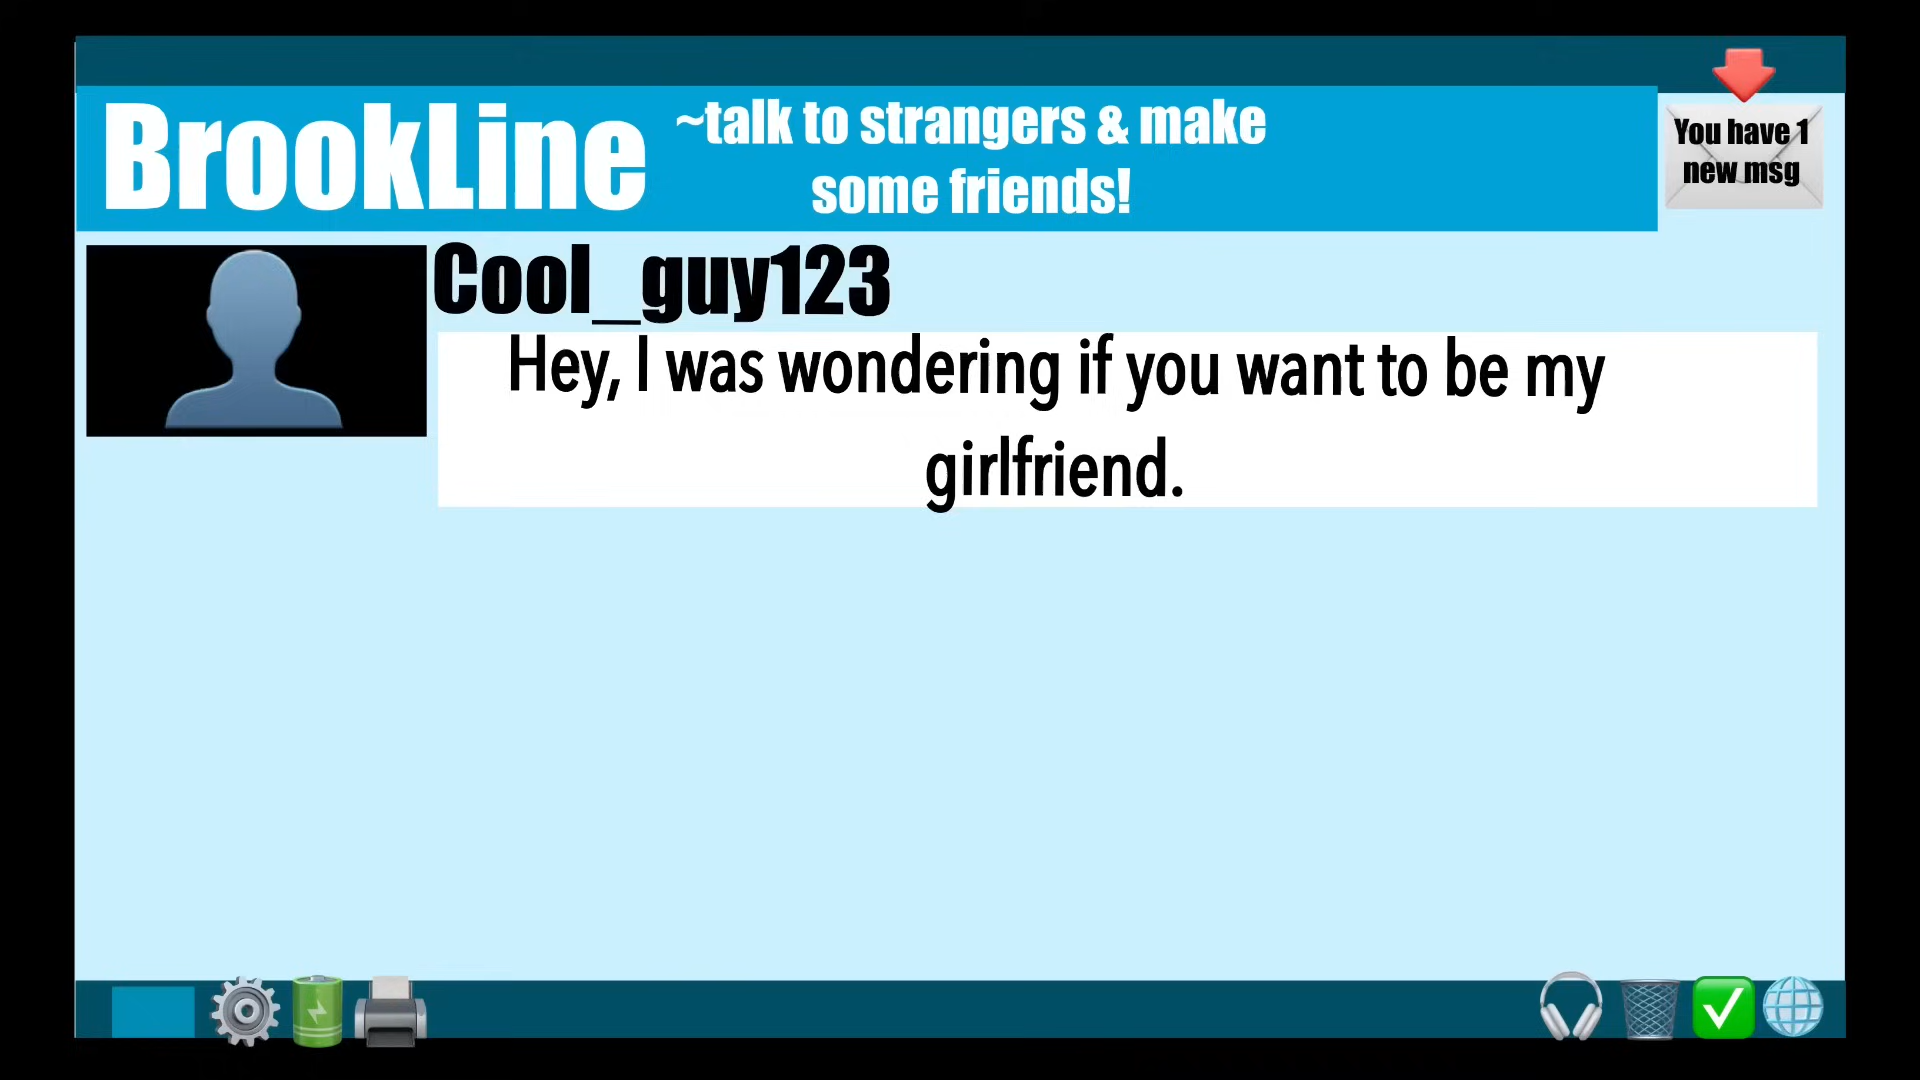 BrookLine
~talk to strangers & make
some friends!
You have 1
new msg
Cool_guy123
Hey, I was wondering if you want to be my
girlfriend.